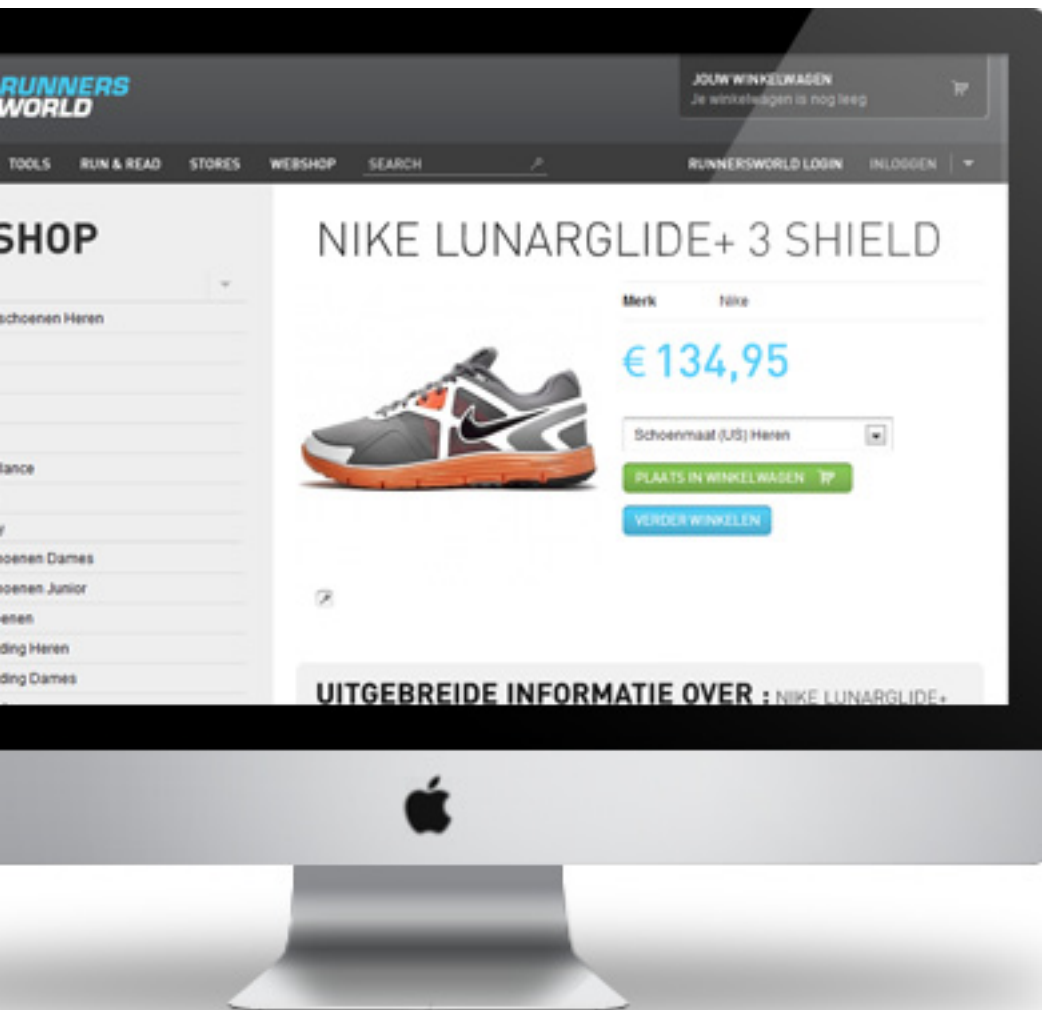 RUNNERS
WORLD
JOUW WINKELWAGEN
Je winkelwagen is nog leeg
TOOLS RUN & READ STORES WEBSHOP SEARCH RUNNERSWORLD LOGIN INLOGGEN
SHOP
NIKE LUNARGLIDE+ 3 SHIELD
Merk Nike
schoenen Heren
€ 134,95
Schoenmaat (US) Heren
lance
PLAATS IN WINKELWAGEN
y
VERDER WINKELEN
oenen Dames
oenen Junior
enen
ding Heren
ding Dames
UITGEBREIDE INFORMATIE OVER : NIKE LUNARGLIDE+